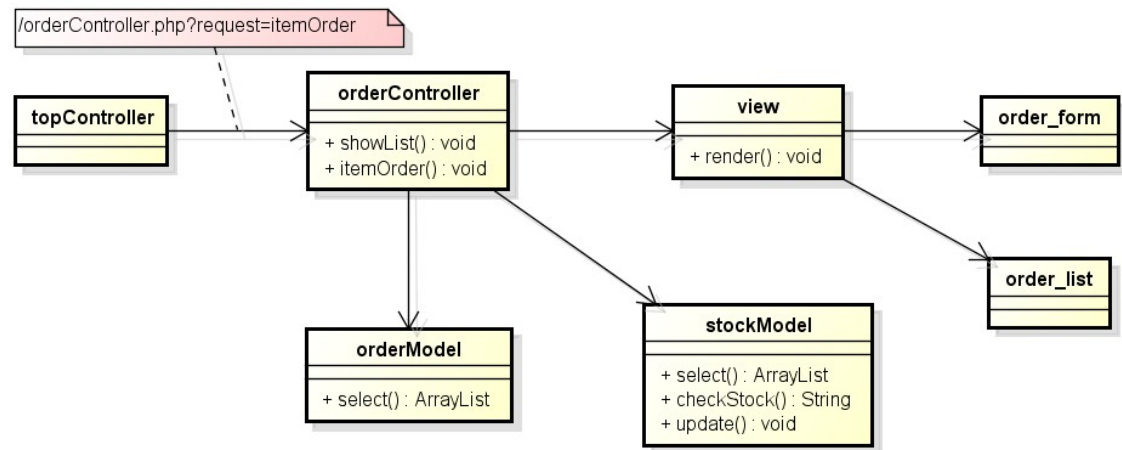 /orderController.php?request=itemOrder
topController
orderController
+ showList() : void
+ itemOrder() : void
view
+ render() : void
order_form
order_list
orderModel
+ select() : ArrayList
stockModel
+ select() : ArrayList
+ checkStock() : String
+ update() : void